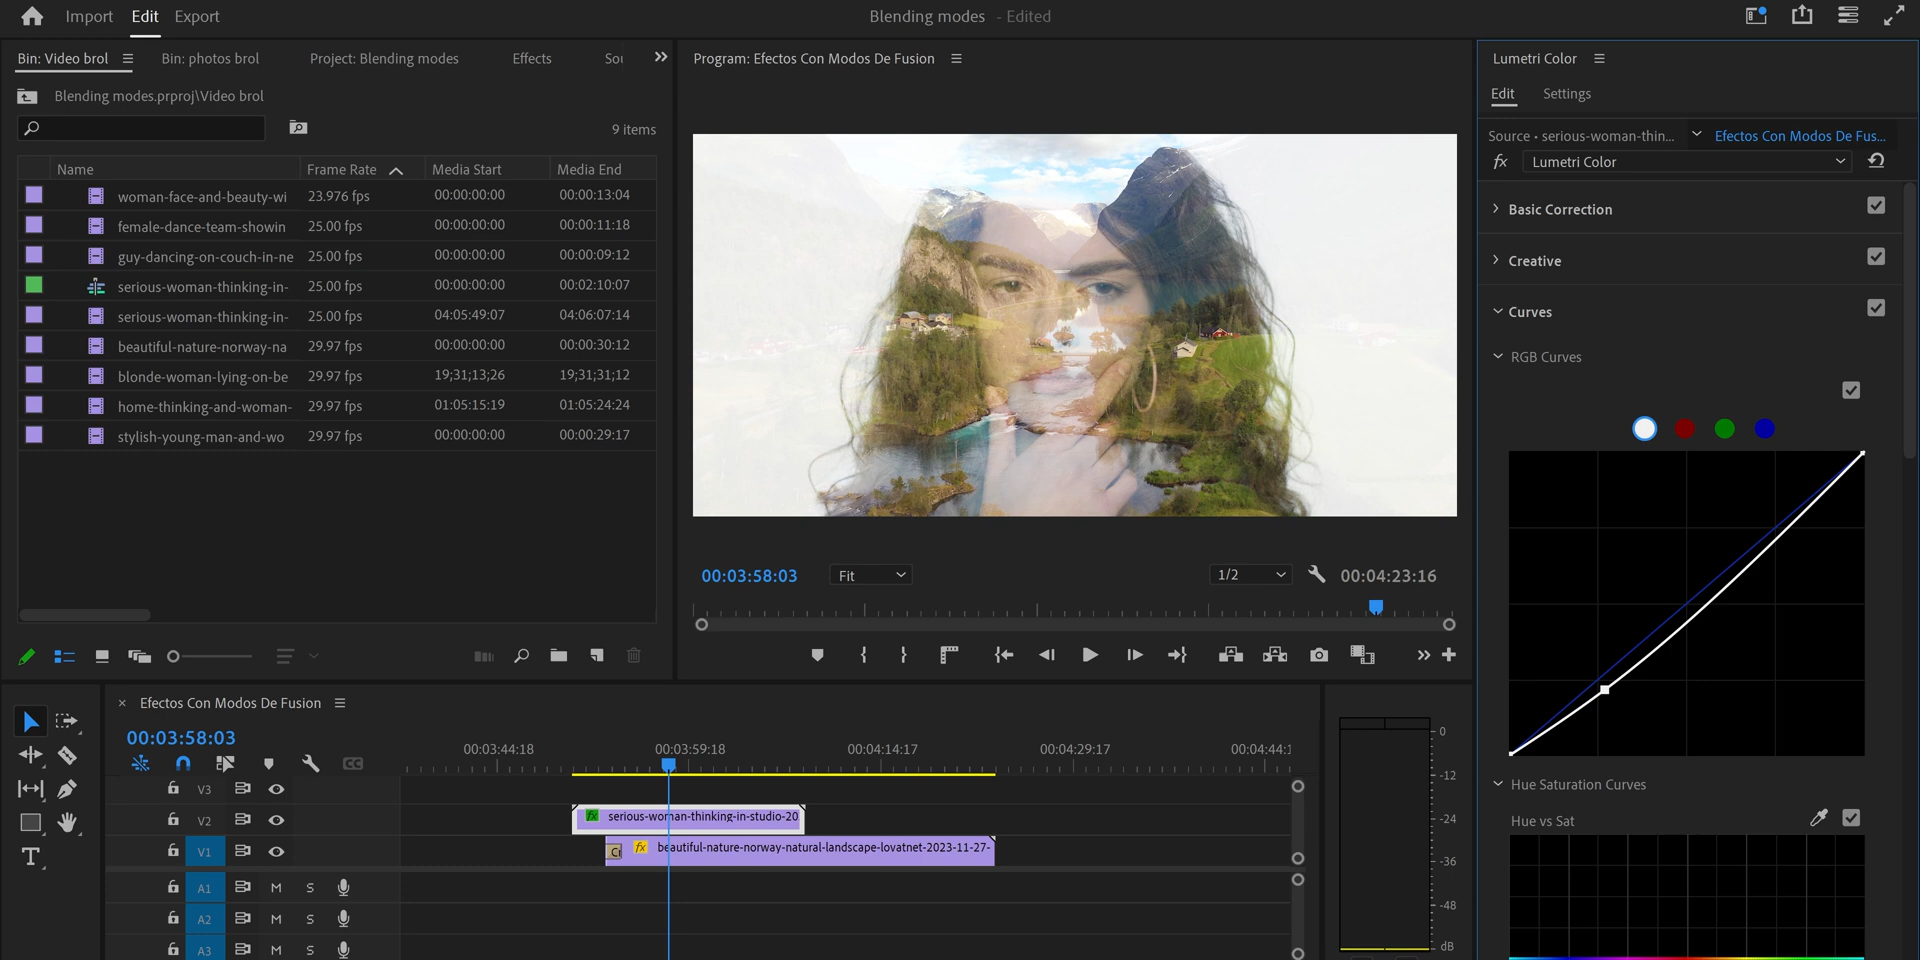 Import Edit Export
Blending modes - Edited
Bin: Video brol Bin: photos brol Project: Blending modes Effects
Blending modes.prproj\Video brol
9 items
Name Frame Rate Media Start Media End
woman-face-and-beauty-wi 23.976 fps 00:00:00:00 00:00:13:04
female-dance-team-showin 25.00 fps 00:00:00:00 00:00:11:18
guy-dancing-on-couch-in-ne 25.00 fps 00:00:00:00 00:00:09:12
serious-woman-thinking-in- 25.00 fps 00:00:00:00 00:02:10:07
serious-woman-thinking-in- 25.00 fps 04:05:49:07 04:06:07:14
beautiful-nature-norway-na 29.97 fps 00:00:00:00 00:00:30:12
blonde-woman-lying-on-be 29.97 fps 19;31;13;26 19;31;31;12
home-thinking-and-woman- 29.97 fps 01:05:15:19 01:05:24:24
stylish-young-man-and-wo 29.97 fps 00:00:00:00 00:00:29:17
Program: Efectos Con Modos De Fusion
00:03:58:03 Fit 1/2 00:04:23:16
Lumetri Color
Edit Settings
Source • serious-woman-thin... Efectos Con Modos De Fus...
fx Lumetri Color
Basic Correction
Creative
Curves
RGB Curves
Hue Saturation Curves
Hue vs Sat
× Efectos Con Modos De Fusion
00:03:58:03
00:03:44:18 00:03:59:18 00:04:14:17 00:04:29:17 00:04:44:1
CC
V3
V2 fx serious-woman-thinking-in-studio-20
V1 fx beautiful-nature-norway-natural-landscape-lovatnet-2023-11-27-
A1 M S
A2 M S
A3 M S
0
-12
-24
-36
-48
dB